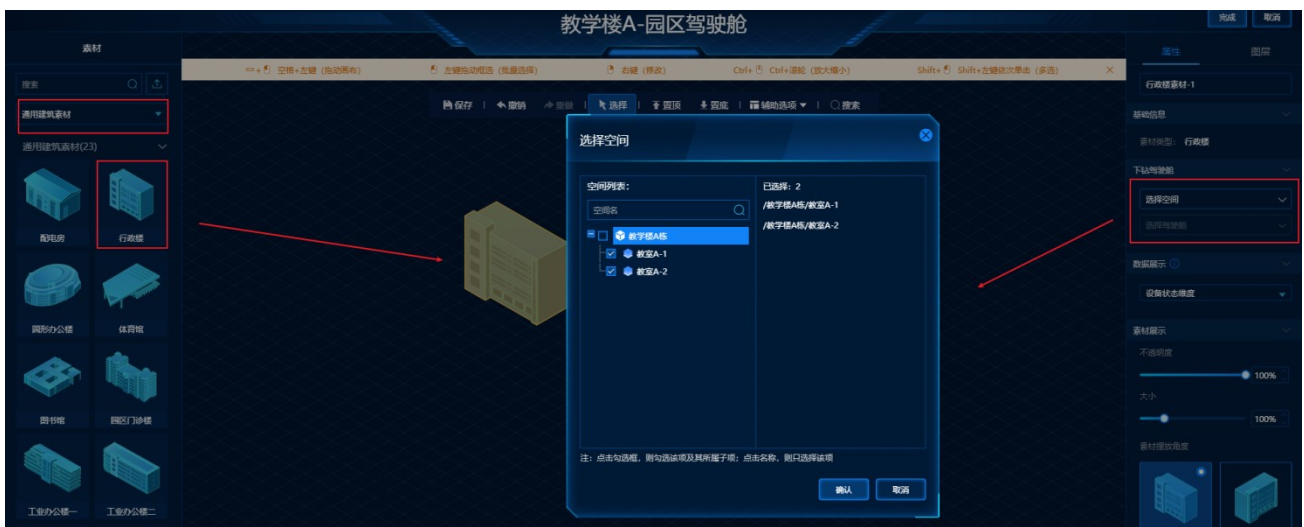 教学楼A-园区驾驶舱
完成 取消
素材
属性 图层
空格+左键 (拖动画布) 左键拖动框选 (批量选择) 右键 (修改) Ctrl+ Ctrl+滚轮 (放大缩小) Shift+ Shift+左键依次单击 (多选)
搜索
行政楼素材-1
保存 撤销 重做 选择 置顶 置底 辅助选项 搜索
通用建筑素材
基础信息
通用建筑素材(23)
素材类型: 行政楼
选择空间
下钻驾驶舱
空间列表:
已选择: 2
空间名
/教学楼A栋/教室A-1
/教学楼A栋/教室A-2
选择空间
选择驾驶舱
教学楼A栋
教室A-1
教室A-2
配电房 行政楼
数据展示
设备状态维度
圆形办公楼 体育馆
素材展示
不透明度
100%
大小
100%
图书馆 园区门诊楼
素材摆放角度
注: 点击勾选框, 则勾选该项及其所属子项; 点击名称, 则只选择该项
确认 取消
工业办公楼一 工业办公楼二